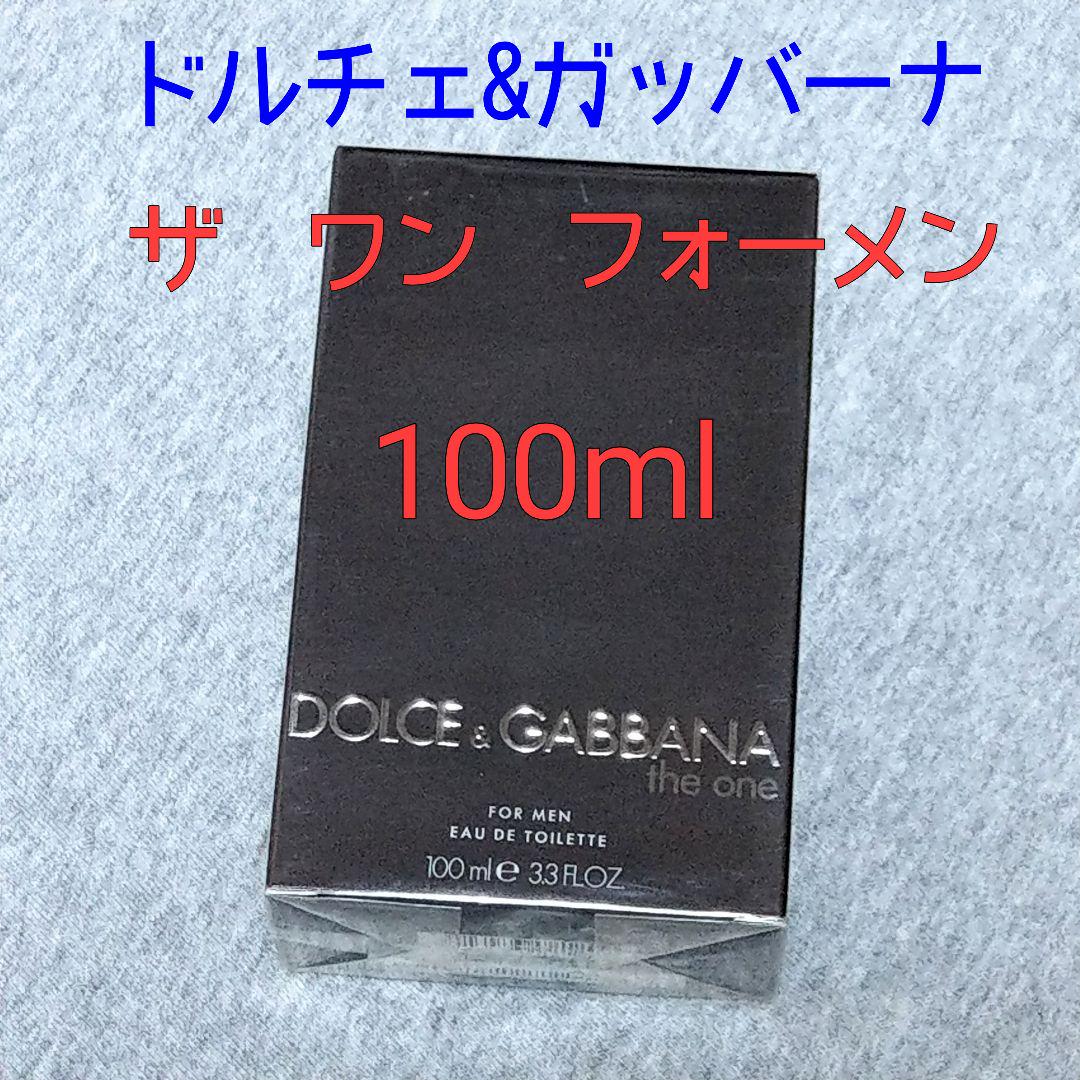 ドルチェ&ガッバーナ
ザ　ワン　フォーメン
100ml
DOLCE & GABBANA
the one
FOR MEN
EAU DE TOILETTE
100 ml e 3.3 FL.OZ